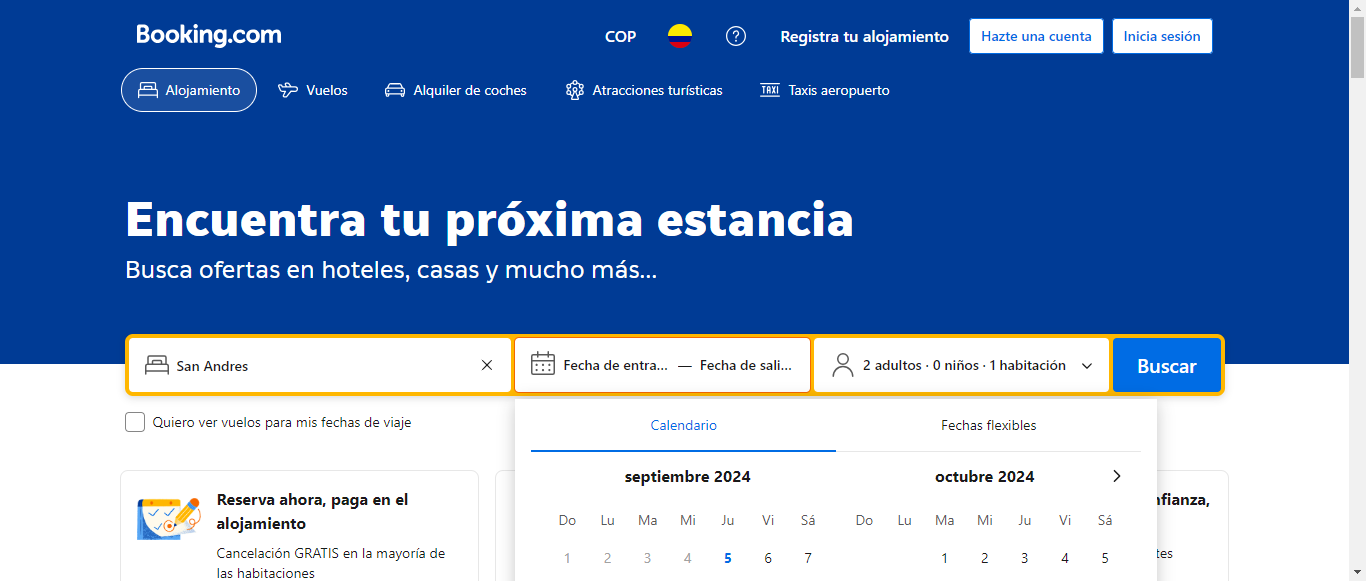 Booking.com
COP
Registra tu alojamiento
Hazte una cuenta
Inicia sesión
Alojamiento
Vuelos
Alquiler de coches
Atracciones turísticas
TAXI
Taxis aeropuerto
Encuentra tu próxima estancia
Busca ofertas en hoteles, casas y mucho más...
San Andres
Fecha de entra... — Fecha de sali...
2 adultos · 0 niños · 1 habitación
Buscar
Quiero ver vuelos para mis fechas de viaje
Calendario
Fechas flexibles
septiembre 2024
Do Lu Ma Mi Ju Vi Sá
1 2 3 4 5 6 7
octubre 2024
Do Lu Ma Mi Ju Vi Sá
1 2 3 4 5
Reserva ahora, paga en el
alojamiento
Cancelación GRATIS en la mayoría de
las habitaciones
nfianza,
tes